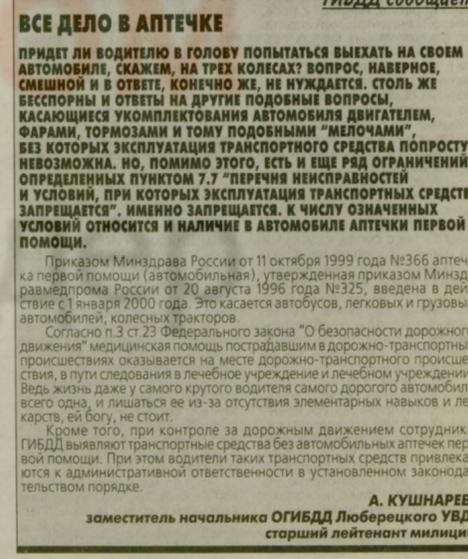 ГИБДД сообщает
ВСЕ ДЕЛО В АПТЕЧКЕ
ПРИДЕТ ЛИ ВОДИТЕЛЮ В ГОЛОВУ ПОПЫТАТЬСЯ ВЫЕХАТЬ НА СВОЕМ
АВТОМОБИЛЕ, СКАЖЕМ, НА ТРЕХ КОЛЕСАХ? ВОПРОС, НАВЕРНОЕ,
СМЕШНОЙ И В ОТВЕТЕ, КОНЕЧНО ЖЕ, НЕ НУЖДАЕТСЯ. СТОЛЬ ЖЕ
БЕССПОРНЫ И ОТВЕТЫ НА ДРУГИЕ ПОДОБНЫЕ ВОПРОСЫ,
КАСАЮЩИЕСЯ УКОМПЛЕКТОВАНИЯ АВТОМОБИЛЯ ДВИГАТЕЛЕМ,
ФАРАМИ, ТОРМОЗАМИ И ТОМУ ПОДОБНЫМИ "МЕЛОЧАМИ",
БЕЗ КОТОРЫХ ЭКСПЛУАТАЦИЯ ТРАНСПОРТНОГО СРЕДСТВА ПОПРОСТУ
НЕВОЗМОЖНА. НО, ПОМИМО ЭТОГО, ЕСТЬ И ЕЩЕ РЯД ОГРАНИЧЕНИЙ
ОПРЕДЕЛЕННЫХ ПУНКТОМ 7.7 "ПЕРЕЧНЯ НЕИСПРАВНОСТЕЙ
И УСЛОВИЙ, ПРИ КОТОРЫХ ЭКСПЛУАТАЦИЯ ТРАНСПОРТНЫХ СРЕДСТВ
ЗАПРЕЩАЕТСЯ". ИМЕННО ЗАПРЕЩАЕТСЯ. К ЧИСЛУ ОЗНАЧЕННЫХ
УСЛОВИЙ ОТНОСИТСЯ И НАЛИЧИЕ В АВТОМОБИЛЕ АПТЕЧКИ ПЕРВОЙ
ПОМОЩИ.
Приказом Минздрава России от 11 октября 1999 года №366 аптеч
ка первой помощи (автомобильная), утвержденная приказом Минзд
равмедпрома России от 20 августа 1996 года №325, введена в дей
ствие с 1 января 2000 года. Это касается автобусов, легковых и грузовы
автомобилей, колесных тракторов.
Согласно п.3 ст.23 Федерального закона "О безопасности дорожног
движения" медицинская помощь пострадавшим в дорожно-транспортны
происшествиях оказывается на месте дорожно-транспортного происше
ствия, в пути следования в лечебное учреждение и лечебном учреждении
Ведь жизнь даже у самого крутого водителя самого дорогого автомобил
всего одна, и лишаться ее из-за отсутствия элементарных навыков и ле
карств, ей богу, не стоит.
Кроме того, при контроле за дорожным движением сотрудник
ГИБДД выявляют транспортные средства без автомобильных аптечек пер
вой помощи. При этом водители таких транспортных средств привлека
ются к административной ответственности в установленном законода
тельством порядке.
А. КУШНАРЕВ
заместитель начальника ОГИБДД Люберецкого УВД
старший лейтенант милиции